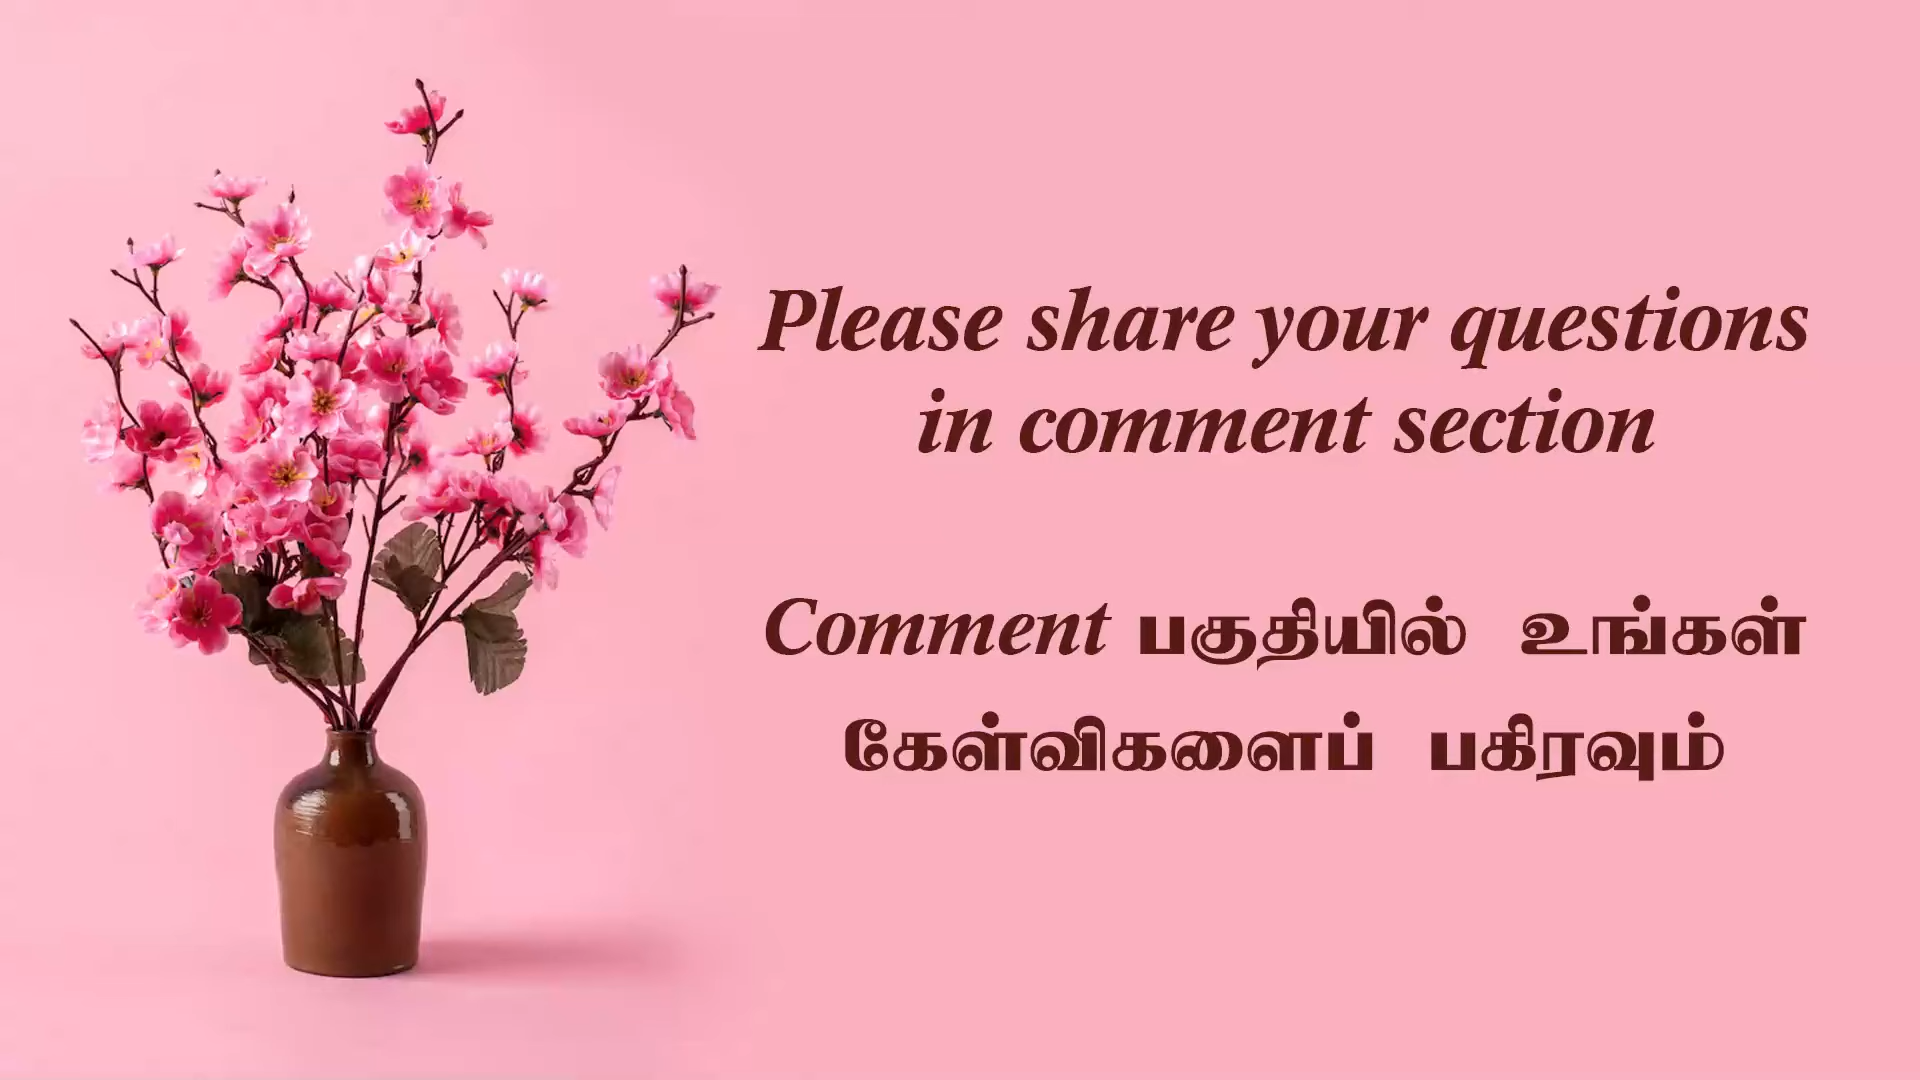 Please share your questions
in comment section
Comment பகுதியில் உங்கள்
கேள்விகளைப் பகிரவும்